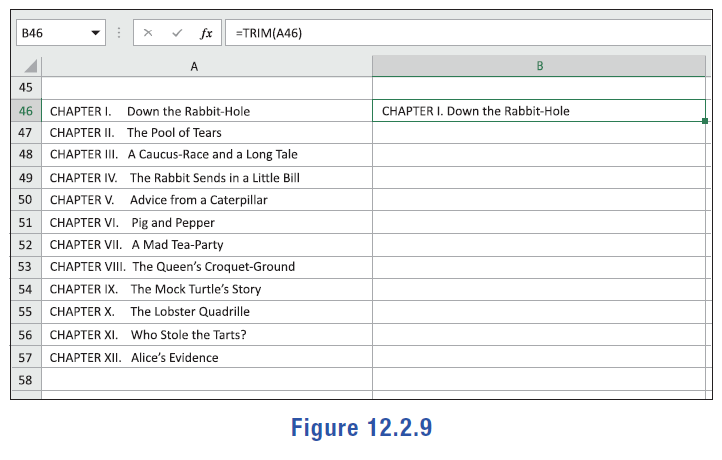 B46 fx =TRIM(A46)
A B
45
46 CHAPTER I. Down the Rabbit-Hole CHAPTER I. Down the Rabbit-Hole
47 CHAPTER II. The Pool of Tears
48 CHAPTER III. A Caucus-Race and a Long Tale
49 CHAPTER IV. The Rabbit Sends in a Little Bill
50 CHAPTER V. Advice from a Caterpillar
51 CHAPTER VI. Pig and Pepper
52 CHAPTER VII. A Mad Tea-Party
53 CHAPTER VIII. The Queen’s Croquet-Ground
54 CHAPTER IX. The Mock Turtle’s Story
55 CHAPTER X. The Lobster Quadrille
56 CHAPTER XI. Who Stole the Tarts?
57 CHAPTER XII. Alice’s Evidence
58
Figure 12.2.9